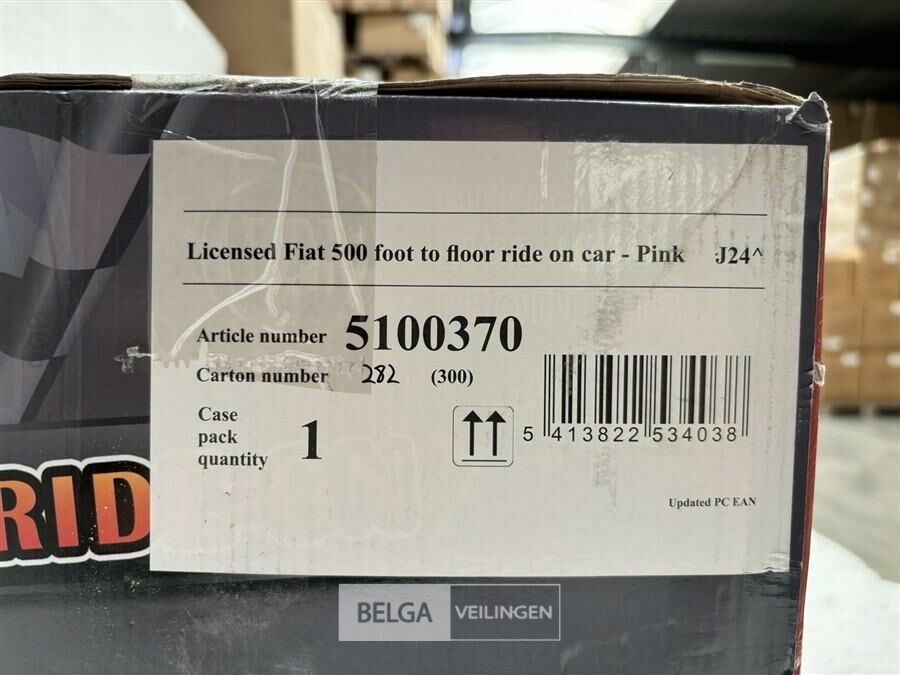 Licensed Fiat 500 foot to floor ride on car - Pink J24^
Article number 5100370
Carton number 282 (300)
Case
pack
quantity 1
5 413822 534038
Updated PC EAN
RID
BELGA VEILINGEN